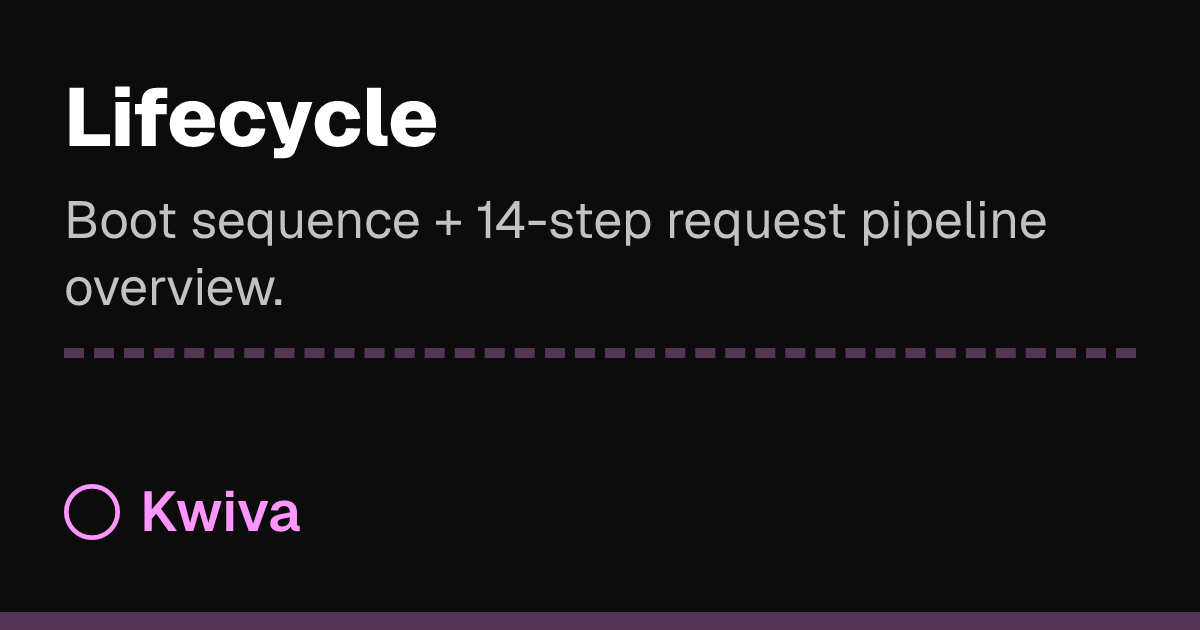 Lifecycle
Boot sequence + 14-step request pipeline
overview.
Kwiva